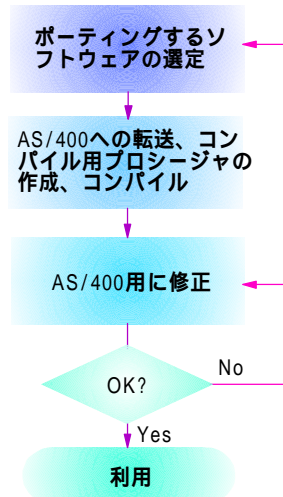 ポーティングするソ
フトウェアの選定
AS/400への転送、コン
パイル用プロシージャの
作成、コンパイル
AS/400用に修正
OK?
No
Yes
利用